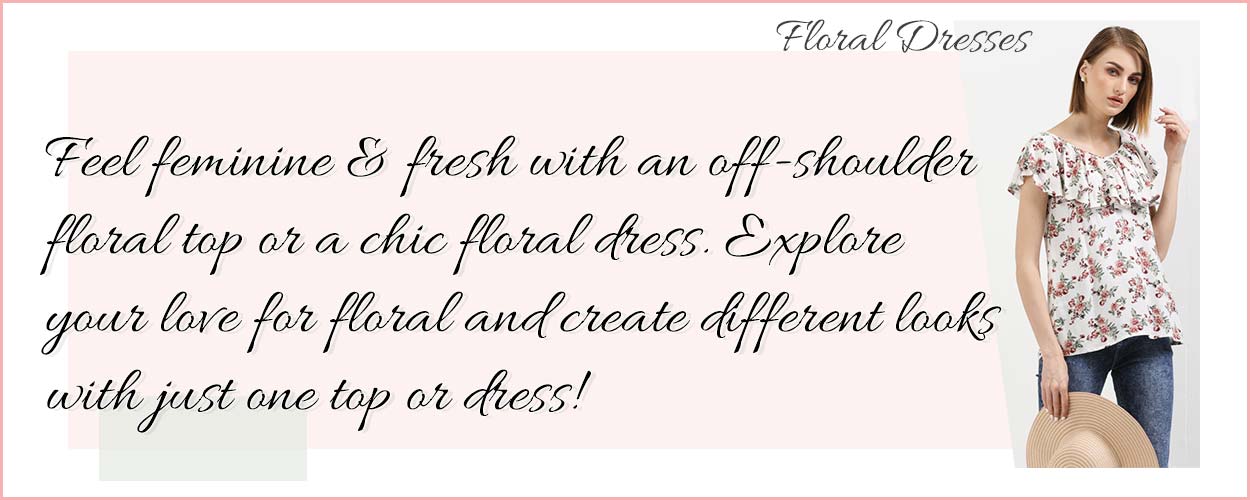 Floral Dresses
Feel feminine & fresh with an off-shoulder
floral top or a chic floral dress. Explore
your love for floral and create different looks
with just one top or dress!